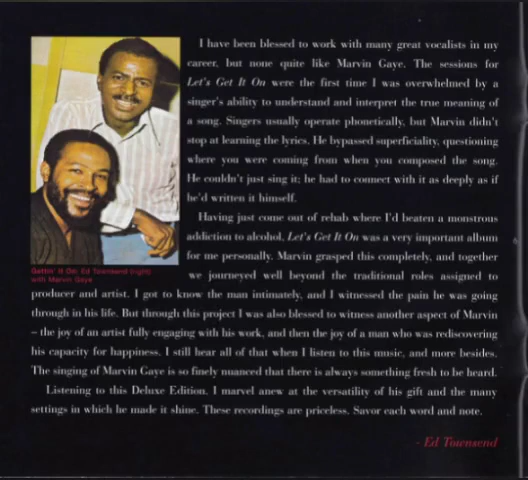 I have been blessed to work with many great vocalists in my
career, but none quite like Marvin Gaye. The sessions for
Let's Get It On were the first time I was overwhelmed by a
singer's ability to understand and interpret the true meaning of
a song. Singers usually operate phonetically, but Marvin didn't
stop at learning the lyrics. He bypassed superficiality, questioning
where you were coming from when you composed the song.
He couldn't just sing it; he had to connect with it as deeply as if
he'd written it himself.
Having just come out of rehab where I'd beaten a monstrous
addiction to alcohol, Let's Get It On was a very important album
for me personally. Marvin grasped this completely, and together
we journeyed well beyond the traditional roles assigned to
producer and artist. I got to know the man intimately, and I witnessed the pain he was going
through in his life. But through this project I was also blessed to witness another aspect of Marvin
– the joy of an artist fully engaging with his work, and then the joy of a man who was rediscovering
his capacity for happiness. I still hear all of that when I listen to this music, and more besides.
The singing of Marvin Gaye is so finely nuanced that there is always something fresh to be heard.
Listening to this Deluxe Edition, I marvel anew at the versatility of his gift and the many
settings in which he made it shine. These recordings are priceless. Savor each word and note.
- Ed Townsend
Gettin' It On: Ed Townsend (right)
with Marvin Gaye